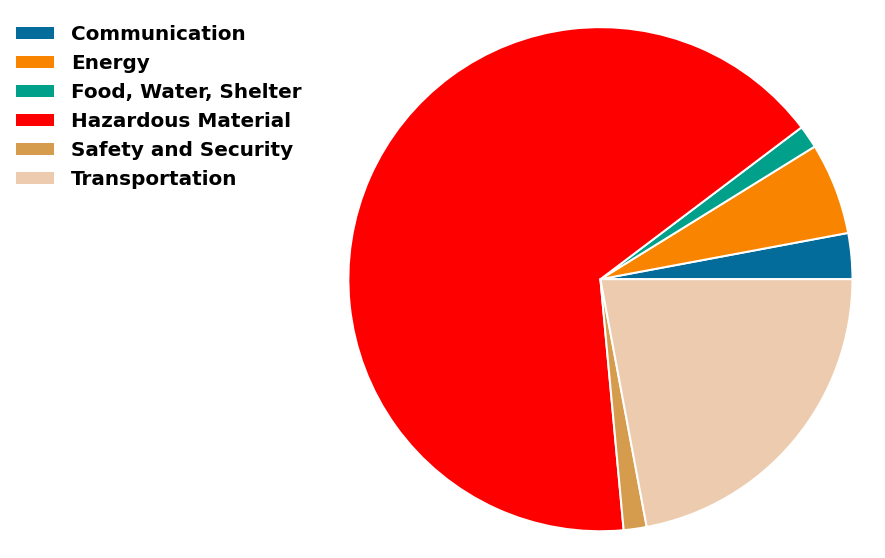 Communication
Energy
Food, Water, Shelter
Hazardous Material
Safety and Security
Transportation